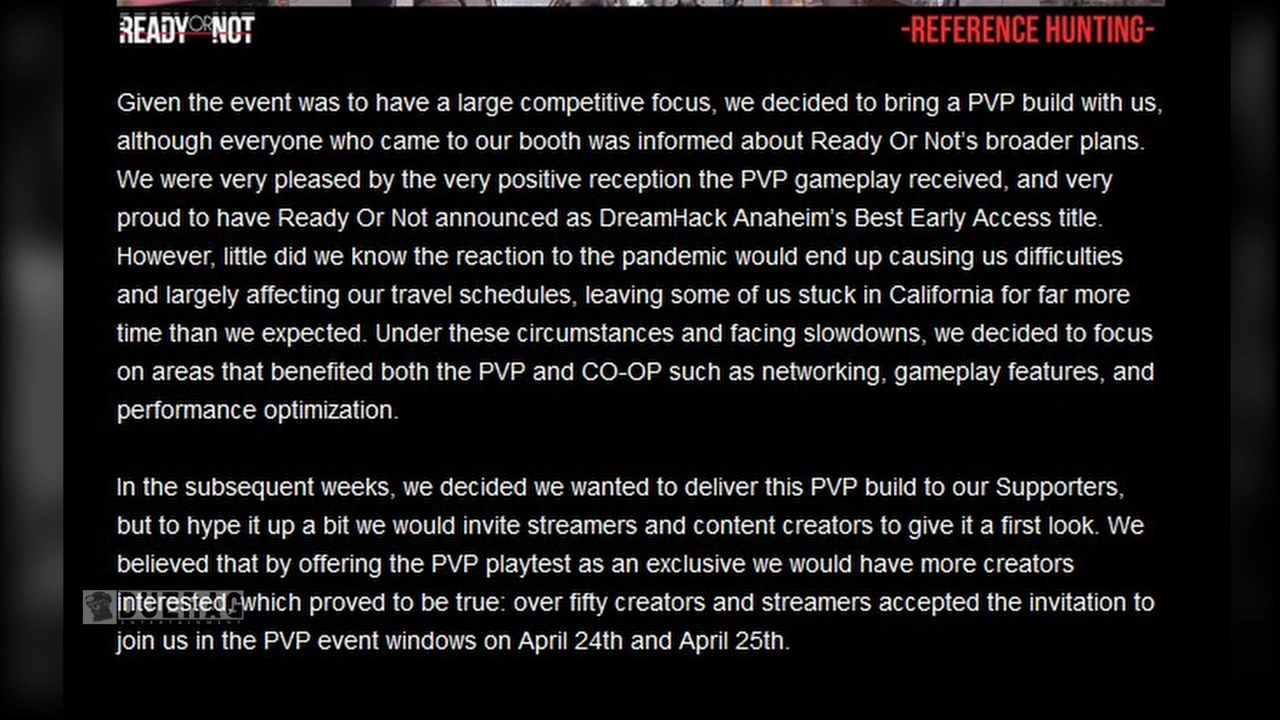 READY OR NOT
-REFERENCE HUNTING-
Given the event was to have a large competitive focus, we decided to bring a PVP build with us,
although everyone who came to our booth was informed about Ready Or Not’s broader plans.
We were very pleased by the very positive reception the PVP gameplay received, and very
proud to have Ready Or Not announced as DreamHack Anaheim’s Best Early Access title.
However, little did we know the reaction to the pandemic would end up causing us difficulties
and largely affecting our travel schedules, leaving some of us stuck in California for far more
time than we expected. Under these circumstances and facing slowdowns, we decided to focus
on areas that benefited both the PVP and CO-OP such as networking, gameplay features, and
performance optimization.
In the subsequent weeks, we decided we wanted to deliver this PVP build to our Supporters,
but to hype it up a bit we would invite streamers and content creators to give it a first look. We
believed that by offering the PVP playtest as an exclusive we would have more creators
interested, which proved to be true: over fifty creators and streamers accepted the invitation to
ENTERTAINMENT
join us in the PVP event windows on April 24th and April 25th.